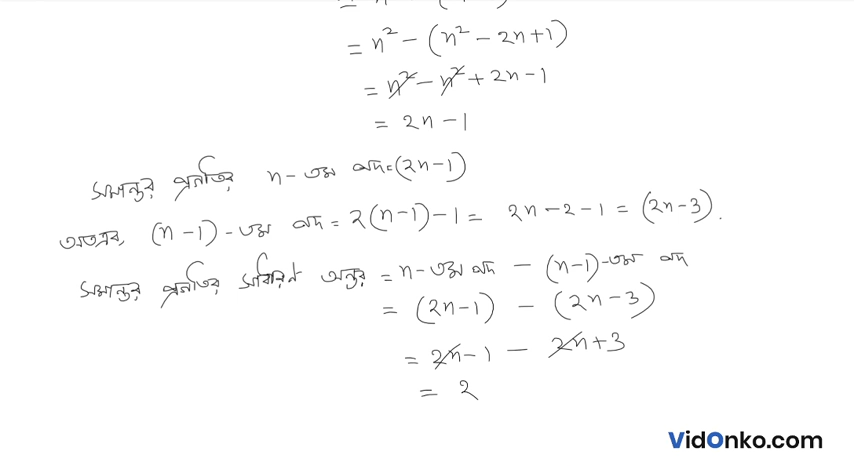 = n² - (n² - 2n + 1)
= n² - n² + 2n - 1
= 2n - 1
সমান্তর প্রগতির n-তম পদ = (2n-1)
অতএব, (n-1)-তম পদ = 2(n-1)-1 = 2n-2-1 = (2n-3).
সমান্তর প্রগতির সাধারণ অন্তর = n-তম পদ - (n-1)-তম পদ
= (2n-1) - (2n-3)
= 2n-1 - 2n+3
= 2
VidOnko.com